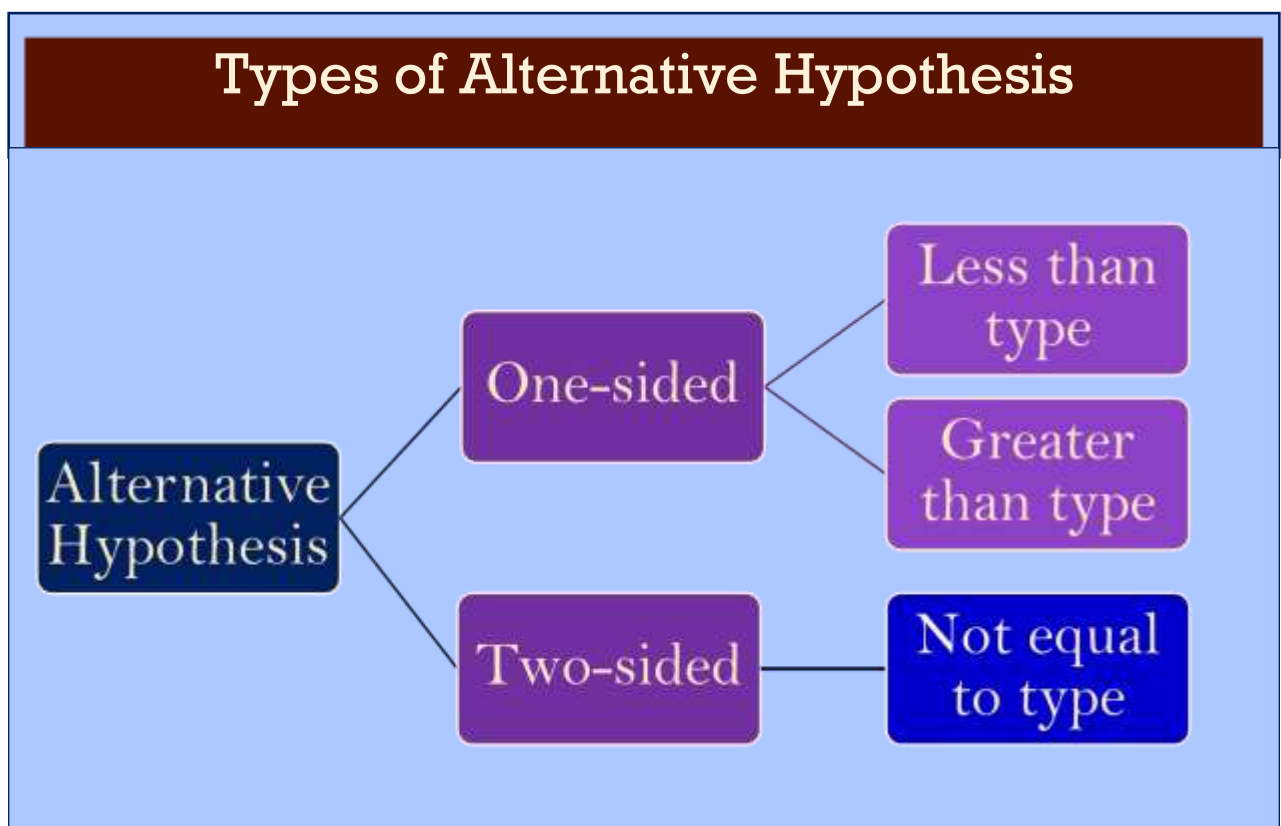 Types of Alternative Hypothesis
Alternative
Hypothesis
One-sided
Two-sided
Less than
type
Greater
than type
Not equal
to type